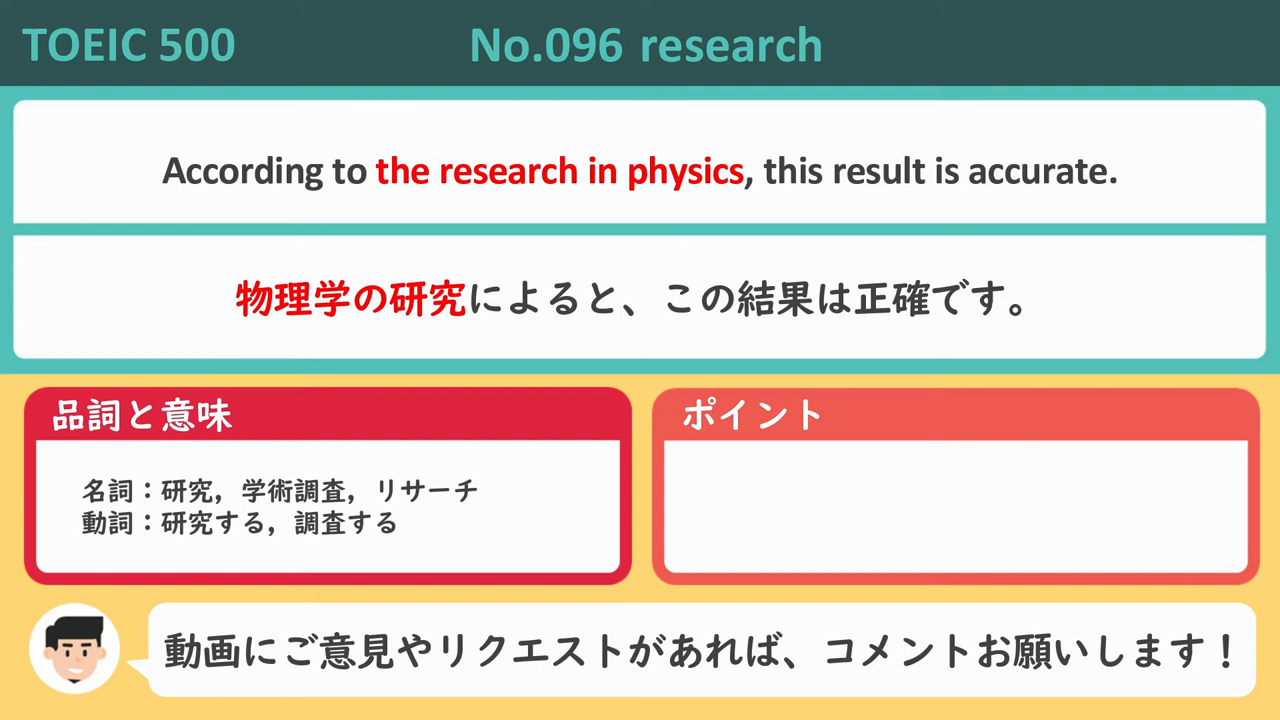 TOEIC 500
No.096 research
According to the research in physics, this result is accurate.
物理学の研究によると、この結果は正確です。
品詞と意味
名詞：研究，学術調査，リサーチ
動詞：研究する，調査する
ポイント
動画にご意見やリクエストがあれば、コメントお願いします！